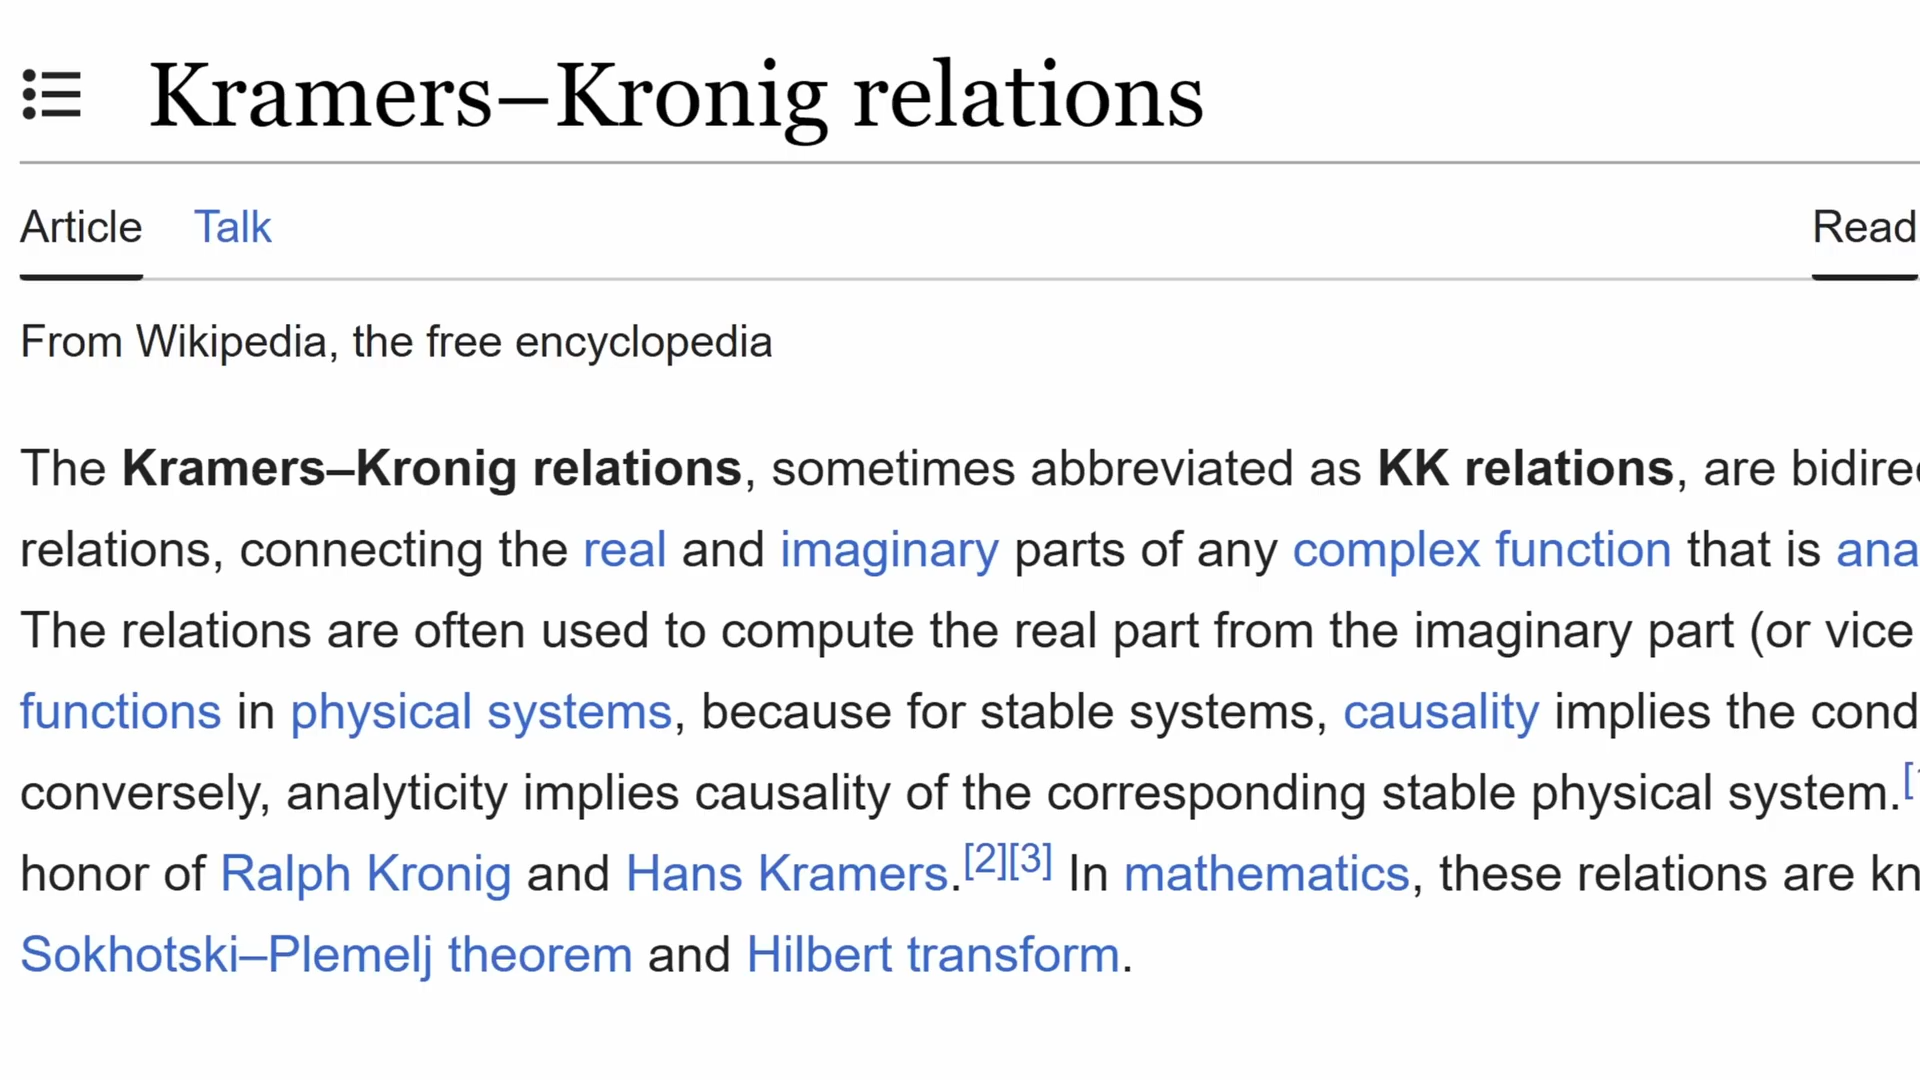 Kramers–Kronig relations
Article Talk Read
From Wikipedia, the free encyclopedia
The Kramers–Kronig relations, sometimes abbreviated as KK relations, are
relations, connecting the real and imaginary parts of any complex function that is
The relations are often used to compute the real part from the imaginary part (or vice
functions in physical systems, because for stable systems, causality implies the
conversely, analyticity implies causality of the corresponding stable physical system.
honor of Ralph Kronig and Hans Kramers.[2][3] In mathematics, these relations are
Sokhotski–Plemelj theorem and Hilbert transform.